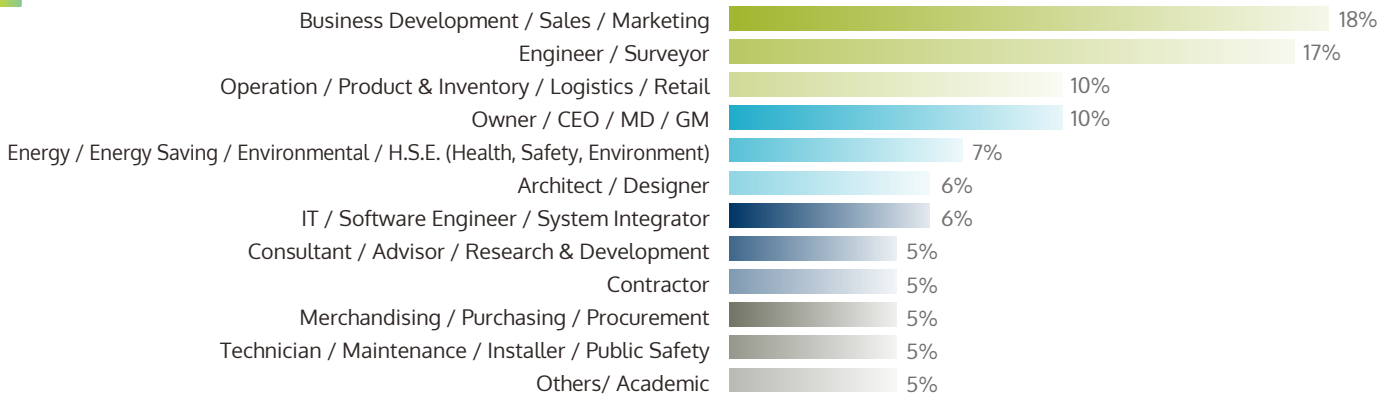 Business Development / Sales / Marketing 18%
Engineer / Surveyor 17%
Operation / Product & Inventory / Logistics / Retail 10%
Owner / CEO / MD / GM 10%
Energy / Energy Saving / Environmental / H.S.E. (Health, Safety, Environment) 7%
Architect / Designer 6%
IT / Software Engineer / System Integrator 6%
Consultant / Advisor / Research & Development 5%
Contractor 5%
Merchandising / Purchasing / Procurement 5%
Technician / Maintenance / Installer / Public Safety 5%
Others/ Academic 5%